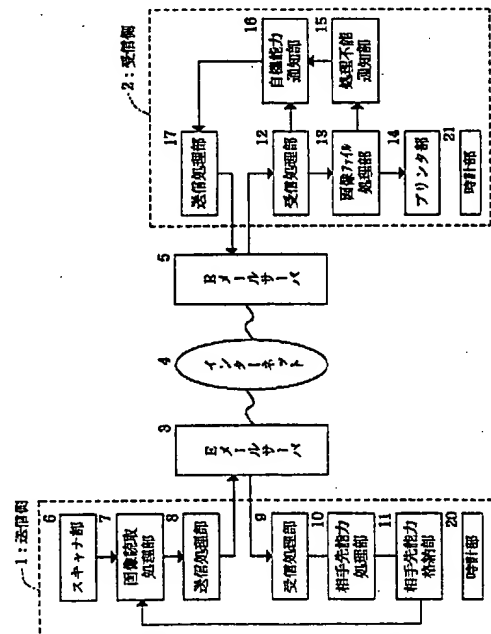 1:送信側
6
スキャナ部
7
画像読取
処理部
8
送信処理部
9
受信処理部
10
相手先能力
処理部
11
相手先能力
格納部
20
時計部
3
Eメールサーバ
4
インターネット
5
Eメールサーバ
2:受信側
17
送信処理部
16
自機能力
通知部
15
処理不能
通知部
12
受信処理部
13
画像ファイル
処理部
14
プリンタ部
21
時計部